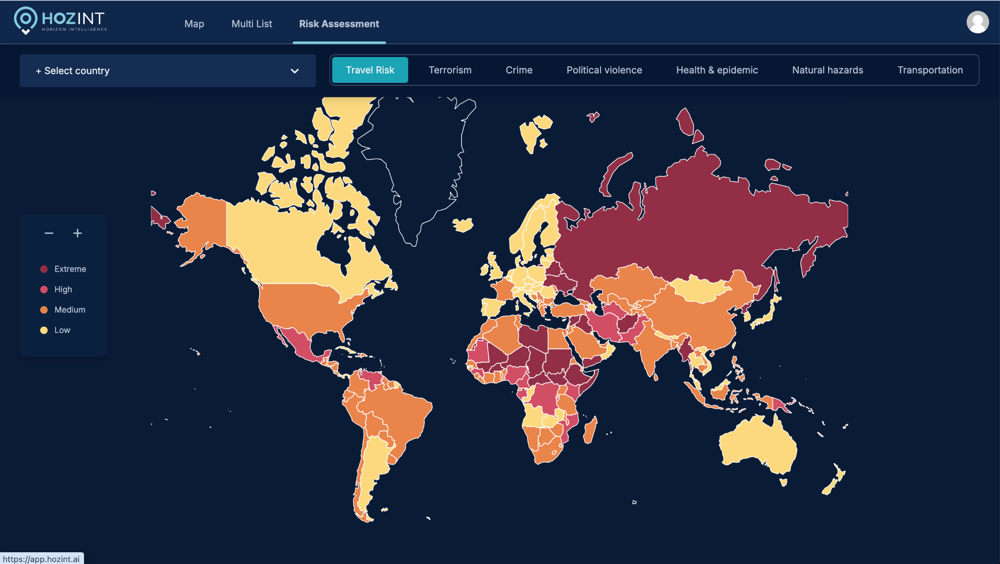 HOZINT
HORIZON INTELLIGENCE
Map
Multi List
Risk Assessment
+ Select country
Travel Risk
Terrorism
Crime
Political violence
Health & epidemic
Natural hazards
Transportation
− +
Extreme
High
Medium
Low
https://app.hozint.ai